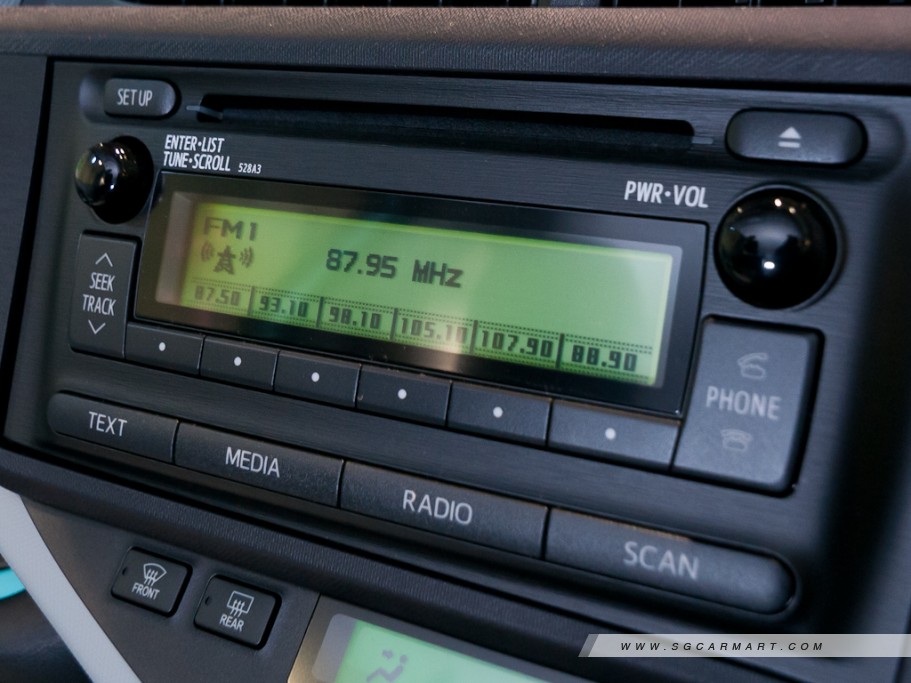 SET UP
ENTER•LIST
TUNE•SCROLL 528A3
PWR•VOL
FM1
87.95 MHz
SEEK
TRACK
87.50 93.10 98.10 105.10 107.90 88.90
PHONE
TEXT
MEDIA
RADIO
SCAN
FRONT
REAR
WWW.SGCARMART.COM